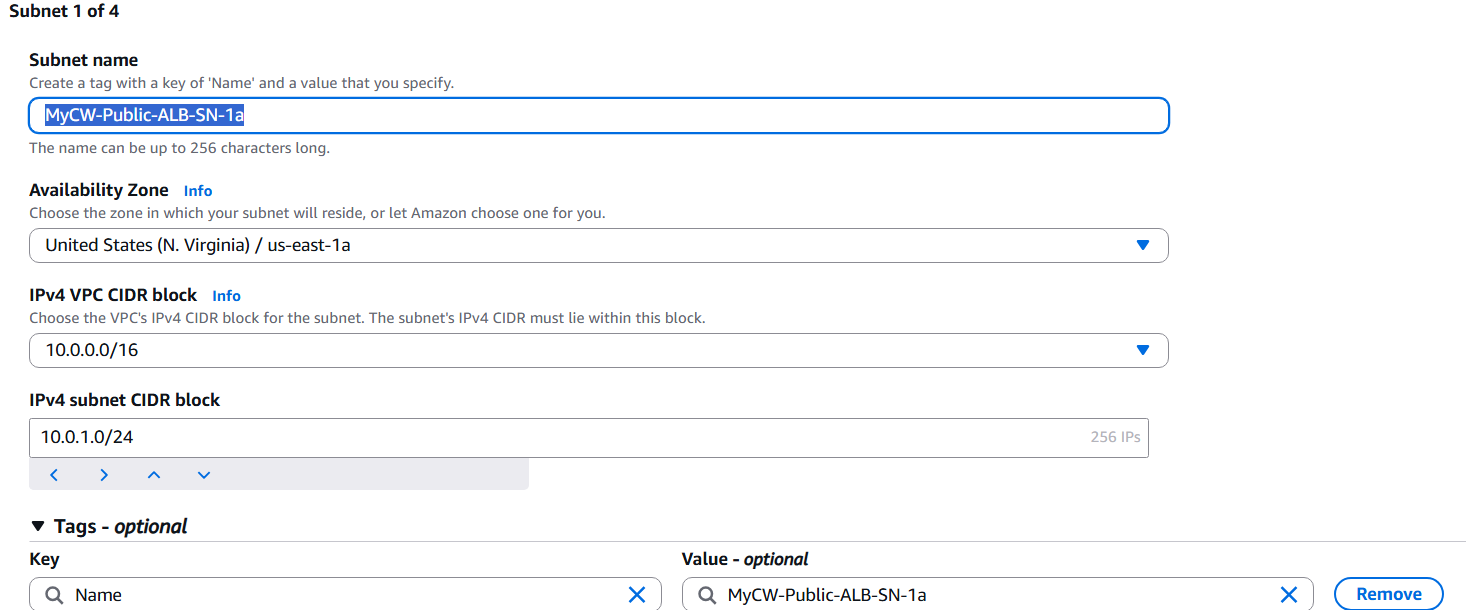 Subnet 1 of 4
Subnet name
Create a tag with a key of 'Name' and a value that you specify.
MyCW-Public-ALB-SN-1a
The name can be up to 256 characters long.
Availability Zone Info
Choose the zone in which your subnet will reside, or let Amazon choose one for you.
United States (N. Virginia) / us-east-1a
IPv4 VPC CIDR block Info
Choose the VPC's IPv4 CIDR block for the subnet. The subnet's IPv4 CIDR must lie within this block.
10.0.0.0/16
IPv4 subnet CIDR block
10.0.1.0/24 256 IPs
Tags - optional
Key Value - optional
Name MyCW-Public-ALB-SN-1a Remove